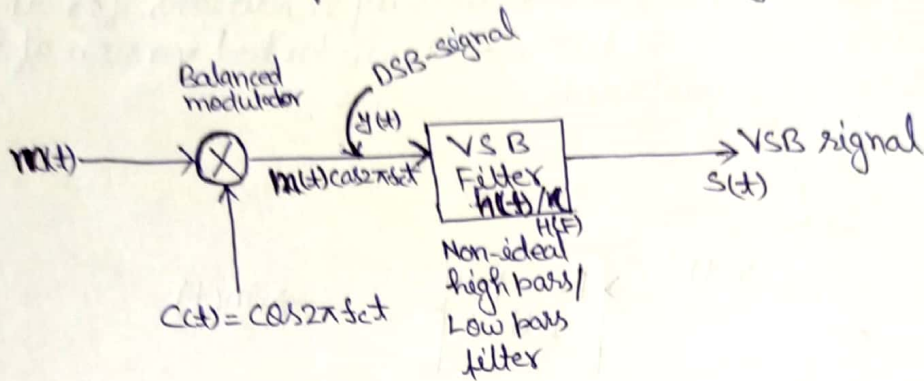 Balanced
modulator
DSB-signal
y(t)
m(t)
X
m(t)cos2πfct
VSB
Filter
h(t)/
H(F)
VSB signal
S(t)
C(t)=cos2πfct
Non-ideal
high pass/
Low pass
filter